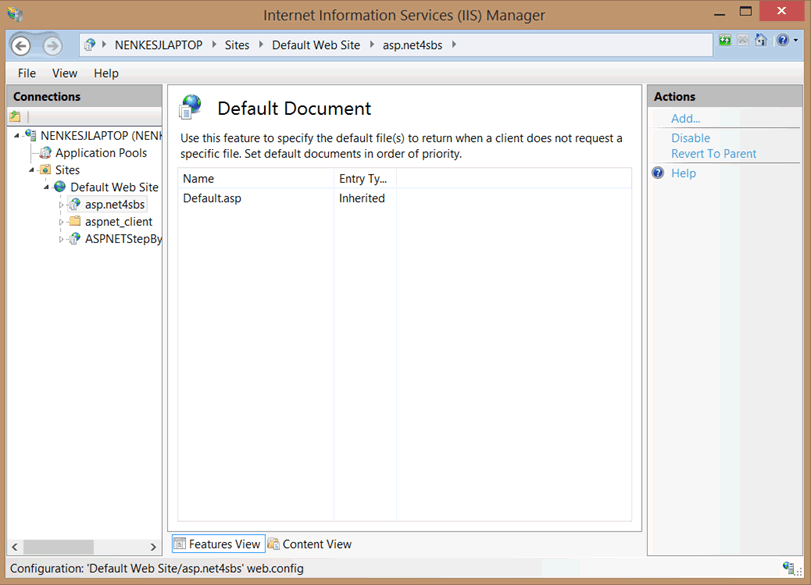 Internet Information Services (IIS) Manager
NENKESJLAPTOP Sites Default Web Site asp.net4sbs
File View Help
Connections
NENKESJLAPTOP (NENK
Application Pools
Sites
Default Web Site
asp.net4sbs
aspnet_client
ASPNETStepBy
Default Document
Use this feature to specify the default file(s) to return when a client does not request a
specific file. Set default documents in order of priority.
Name Entry Ty...
Default.asp Inherited
Features View Content View
Actions
Add...
Disable
Revert To Parent
Help
Configuration: 'Default Web Site/asp.net4sbs' web.config